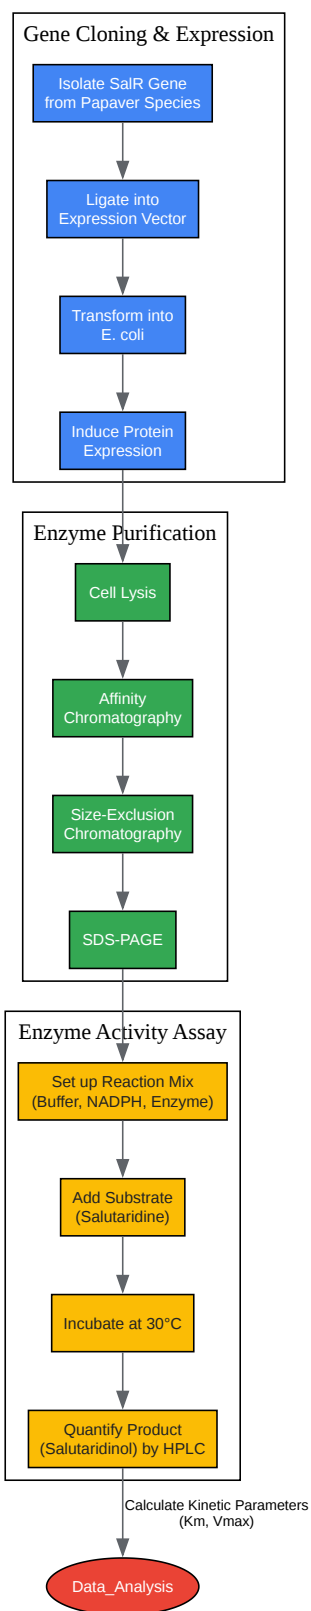 Gene Cloning & Expression
Isolate SalR Gene
from Papaver Species
Ligate into
Expression Vector
Transform into
E. coli
Induce Protein
Expression
Enzyme Purification
Cell Lysis
Affinity
Chromatography
Size-Exclusion
Chromatography
SDS-PAGE
Enzyme Activity Assay
Set up Reaction Mix
(Buffer, NADPH, Enzyme)
Add Substrate
(Salutaridine)
Incubate at 30°C
Quantify Product
(Salutaridinol) by HPLC
Calculate Kinetic Parameters
(Km, Vmax)
Data_Analysis